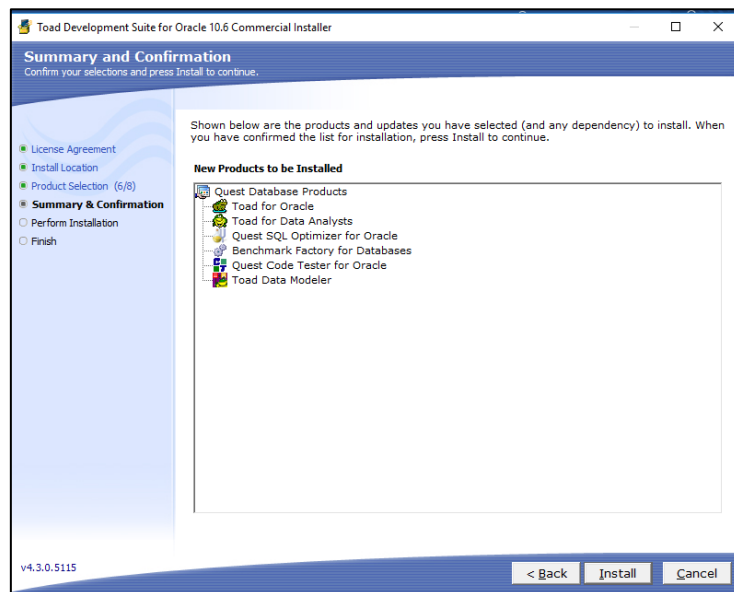 Toad Development Suite for Oracle 10.6 Commercial Installer
Summary and Confirmation
Confirm your selections and press Install to continue.
License Agreement
Install Location
Product Selection (6/8)
Summary & Confirmation
Perform Installation
Finish
Shown below are the products and updates you have selected (and any dependency) to install. When
you have confirmed the list for installation, press Install to continue.
New Products to be Installed
Quest Database Products
Toad for Oracle
Toad for Data Analysts
Quest SQL Optimizer for Oracle
Benchmark Factory for Databases
Quest Code Tester for Oracle
Toad Data Modeler
v4.3.0.5115
< Back Install Cancel